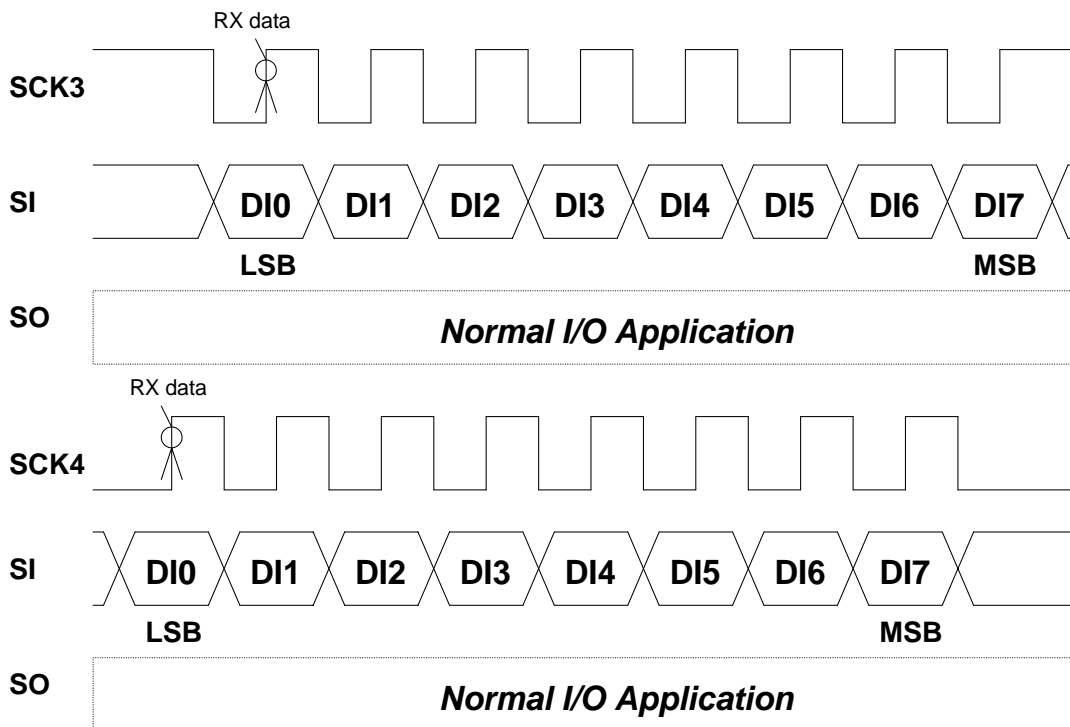 RX data
SCK3
SI DI0 DI1 DI2 DI3 DI4 DI5 DI6 DI7
LSB MSB
SO Normal I/O Application
RX data
SCK4
SI DI0 DI1 DI2 DI3 DI4 DI5 DI6 DI7
LSB MSB
SO Normal I/O Application